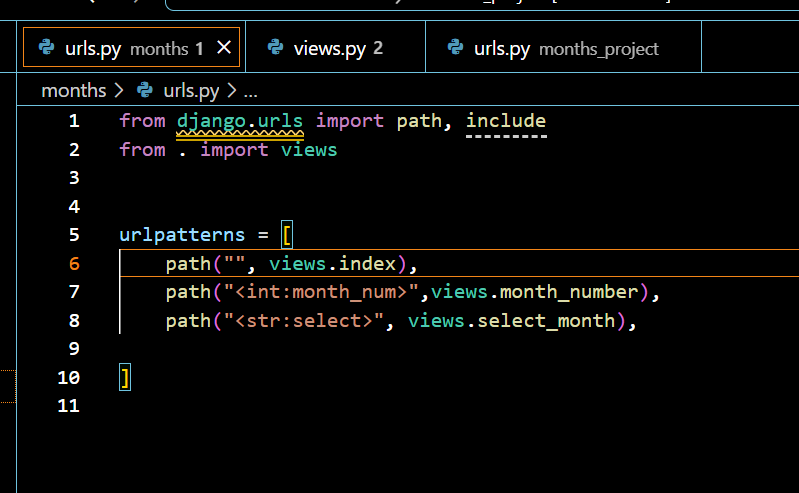 urls.py months 1
views.py 2
urls.py months_project
months > urls.py > ...
1 from django.urls import path, include
2 from . import views
3
4
5 urlpatterns = [
6 path("", views.index),
7 path("<int:month_num>",views.month_number),
8 path("<str:select>", views.select_month),
9
10 ]
11